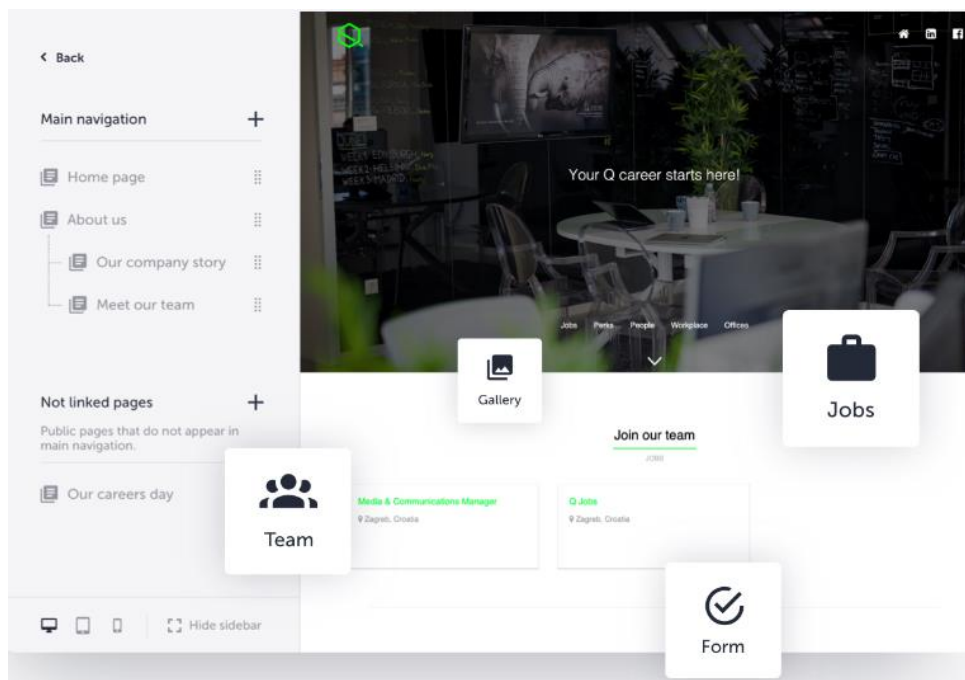 Back
Main navigation
Home page
About us
Our company story
Meet our team
Not linked pages
Public pages that do not appear in
main navigation.
Our careers day
Hide sidebar
Your Q career starts here!
Jobs Perks People Workplace Offices
Gallery
Jobs
Join our team
JOBS
Team
Media & Communications Manager
Zagreb, Croatia
Q Jobs
Zagreb, Croatia
Form